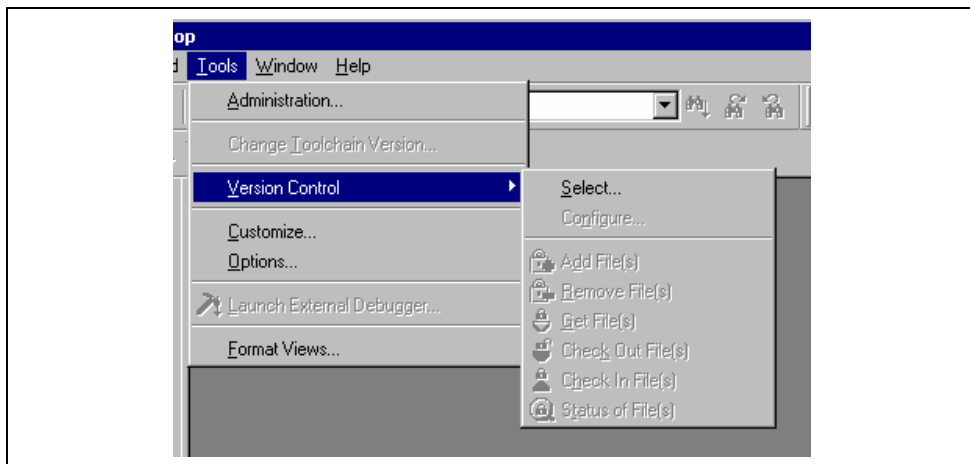 op
d Tools Window Help
Administration...
Change Toolchain Version...
Version Control
Customize...
Options...
Launch External Debugger...
Format Views...
Select...
Configure...
Add File(s)
Remove File(s)
Get File(s)
Check Out File(s)
Check In File(s)
Status of File(s)